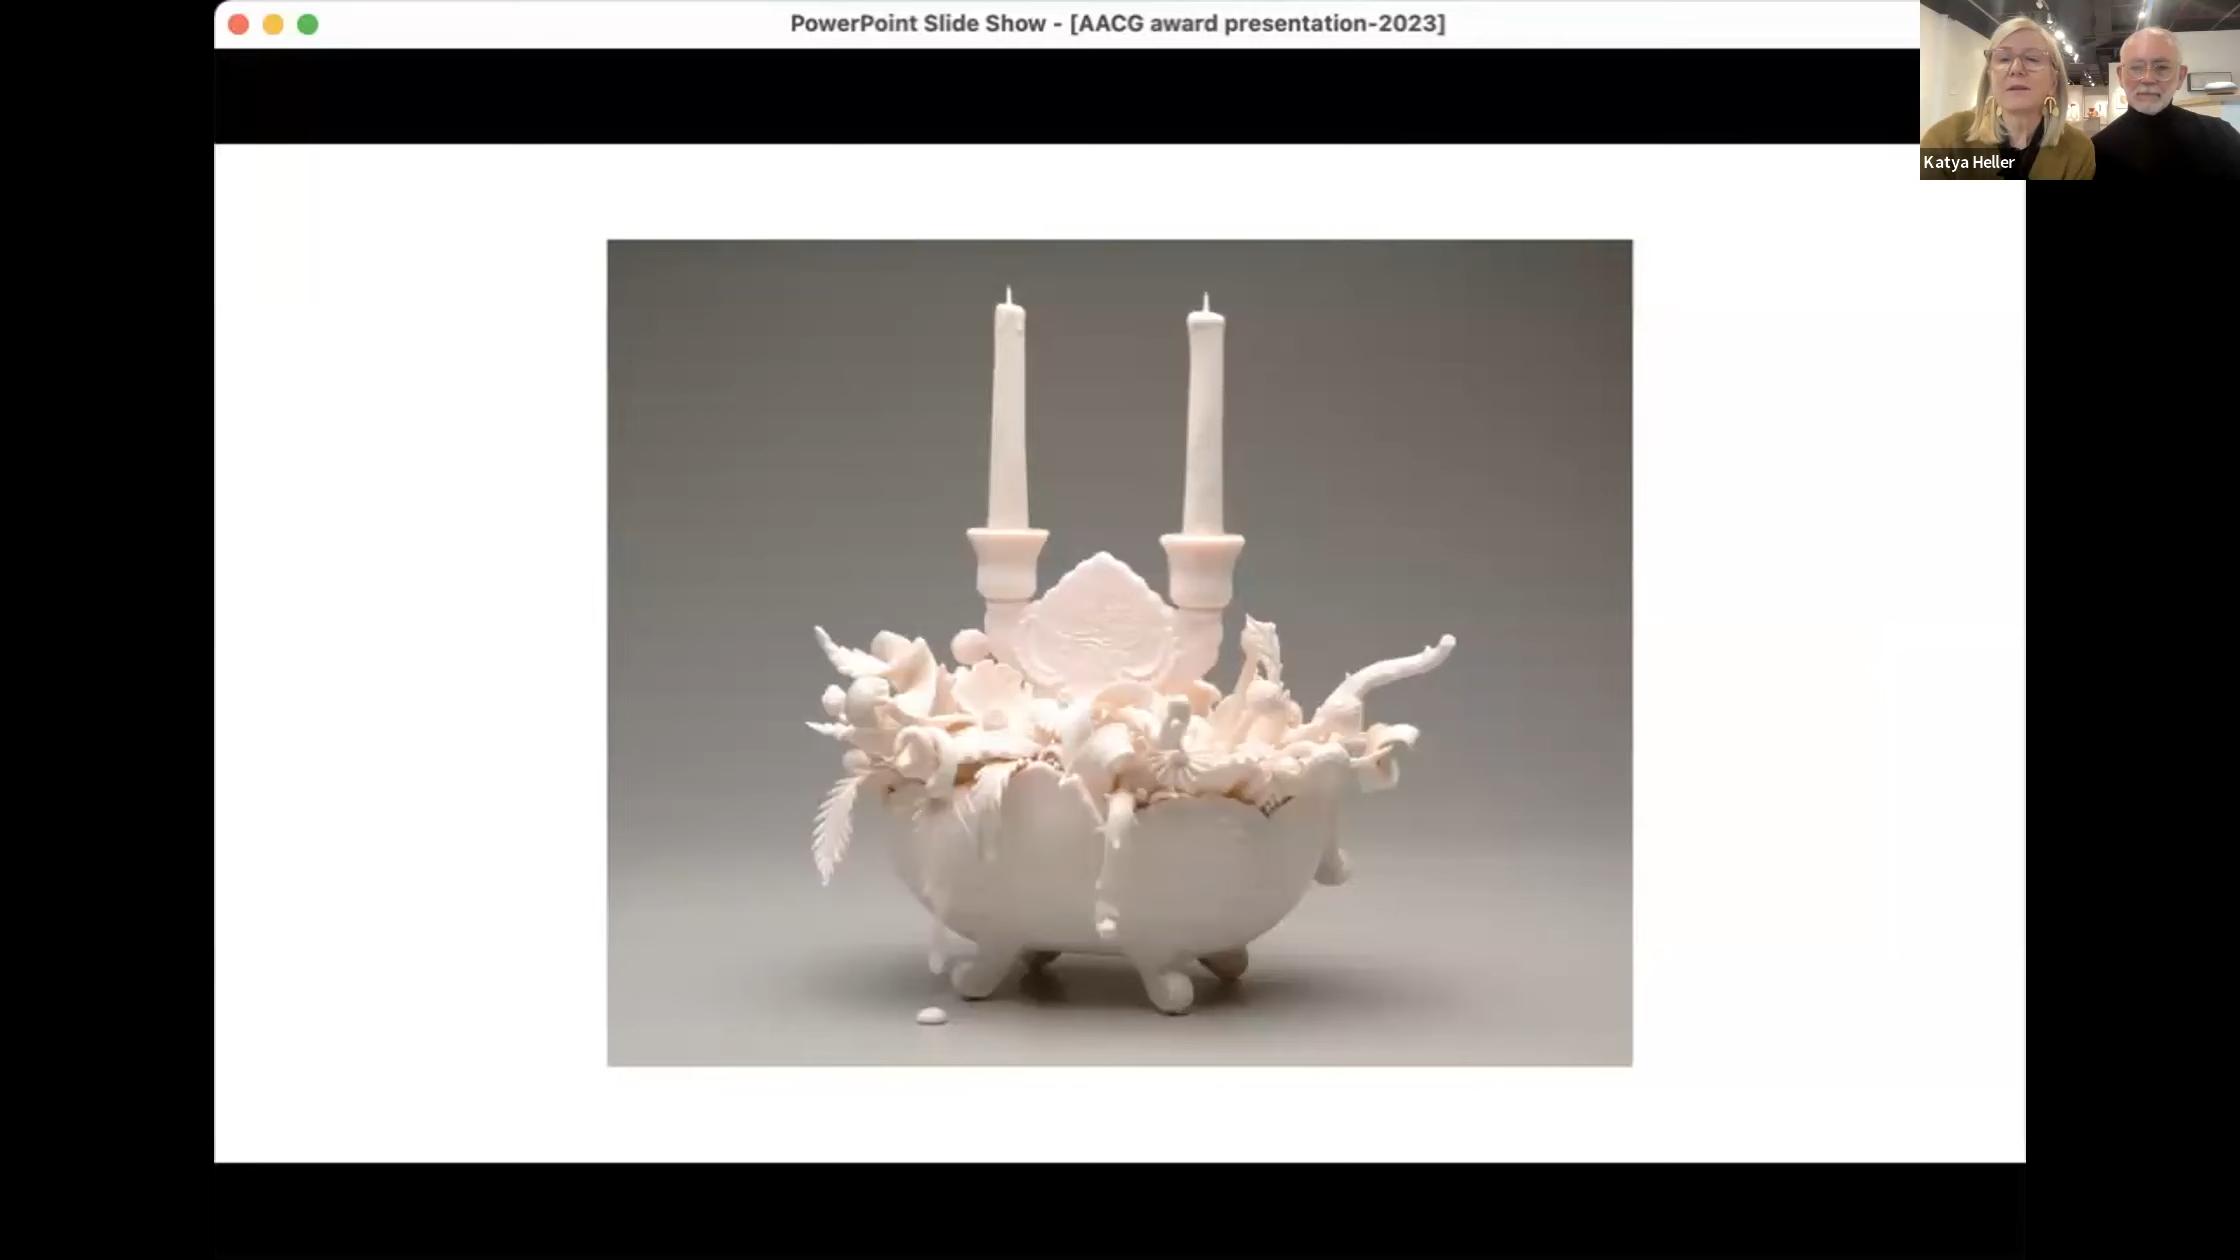 PowerPoint Slide Show - [AACG award presentation-2023]
Katya Heller